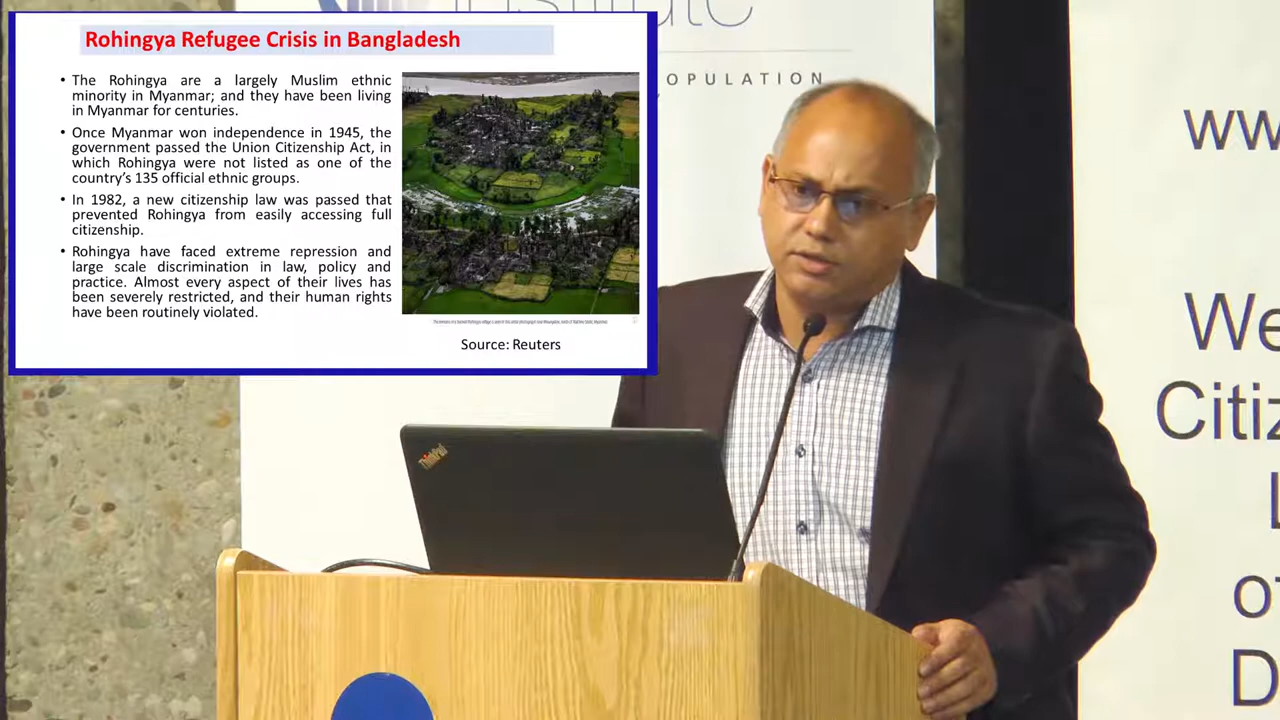 Rohingya Refugee Crisis in Bangladesh
• The Rohingya are a largely Muslim ethnic
minority in Myanmar; and they have been living
in Myanmar for centuries.
• Once Myanmar won independence in 1945, the
government passed the Union Citizenship Act, in
which Rohingya were not listed as one of the
country's 135 official ethnic groups.
• In 1982, a new citizenship law was passed that
prevented Rohingya from easily accessing full
citizenship.
• Rohingya have faced extreme repression and
large scale discrimination in law, policy and
practice. Almost every aspect of their lives has
been severely restricted, and their human rights
have been routinely violated.
Source: Reuters
OPULATION
ThinkPad
ww
We
Citiz
L
of
D